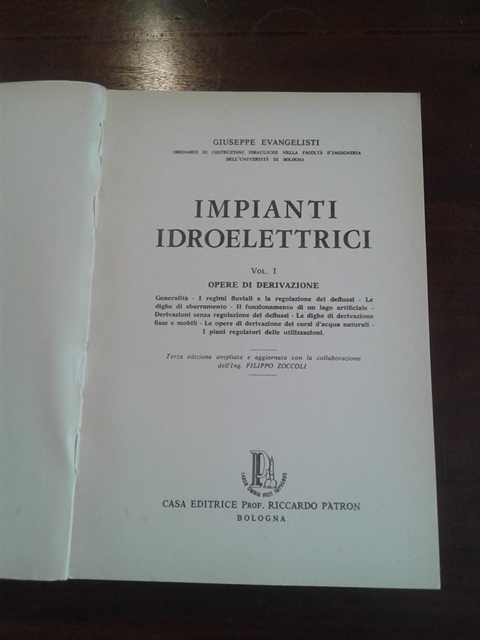 GIUSEPPE EVANGELISTI
ORDINARIO DI COSTRUZIONI IDRAULICHE NELLA FACOLTÀ D'INGEGNERIA
DELL'UNIVERSITÀ DI BOLOGNA
IMPIANTI
IDROELETTRICI
VOL. I
OPERE DI DERIVAZIONE
Generalità - I regimi fluviali e la regolazione dei deflussi - Le
dighe di sbarramento - Il funzionamento di un lago artificiale -
Derivazioni senza regolazione dei deflussi - Le dighe di derivazione
fisse e mobili - Le opere di derivazione dei corsi d'acqua naturali -
I piani regolatori delle utilizzazioni.
Terza edizione ampliata e aggiornata con la collaborazione
dell'Ing. FILIPPO ZOCCOLI
LABOR OMNIA VICIT IMPROBUS
CASA EDITRICE PROF. RICCARDO PATRON
BOLOGNA